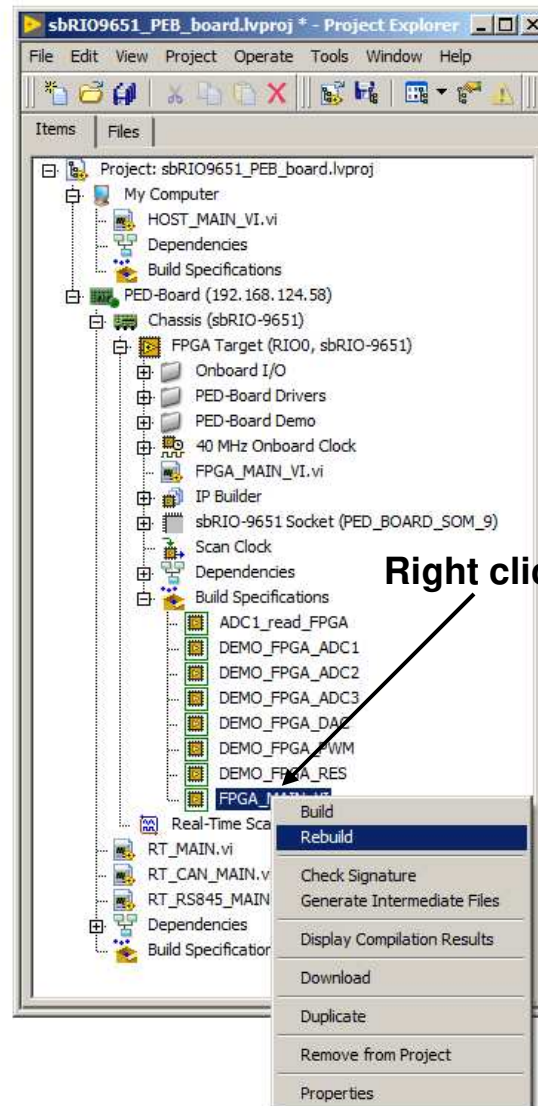 sbRIO9651_PEB_board.lvproj * - Project Explorer
File Edit View Project Operate Tools Window Help
Items Files
Project: sbRIO9651_PEB_board.lvproj
My Computer
HOST_MAIN_VI.vi
Dependencies
Build Specifications
PED-Board (192.168.124.58)
Chassis (sbRIO-9651)
FPGA Target (RIO0, sbRIO-9651)
Onboard I/O
PED-Board Drivers
PED-Board Demo
40 MHz Onboard Clock
FPGA_MAIN_VI.vi
IP Builder
sbRIO-9651 Socket (PED_BOARD_SOM_9)
Scan Clock
Dependencies
Right clic
Build Specifications
ADC1_read_FPGA
DEMO_FPGA_ADC1
DEMO_FPGA_ADC2
DEMO_FPGA_ADC3
DEMO_FPGA_DAC
DEMO_FPGA_PWM
DEMO_FPGA_RES
FPGA_MAIN_VI
Real-Time Sca
RT_MAIN.vi
RT_CAN_MAIN.v
RT_RS845_MAIN
Dependencies
Build Specification
Build
Rebuild
Check Signature
Generate Intermediate Files
Display Compilation Results
Download
Duplicate
Remove from Project
Properties